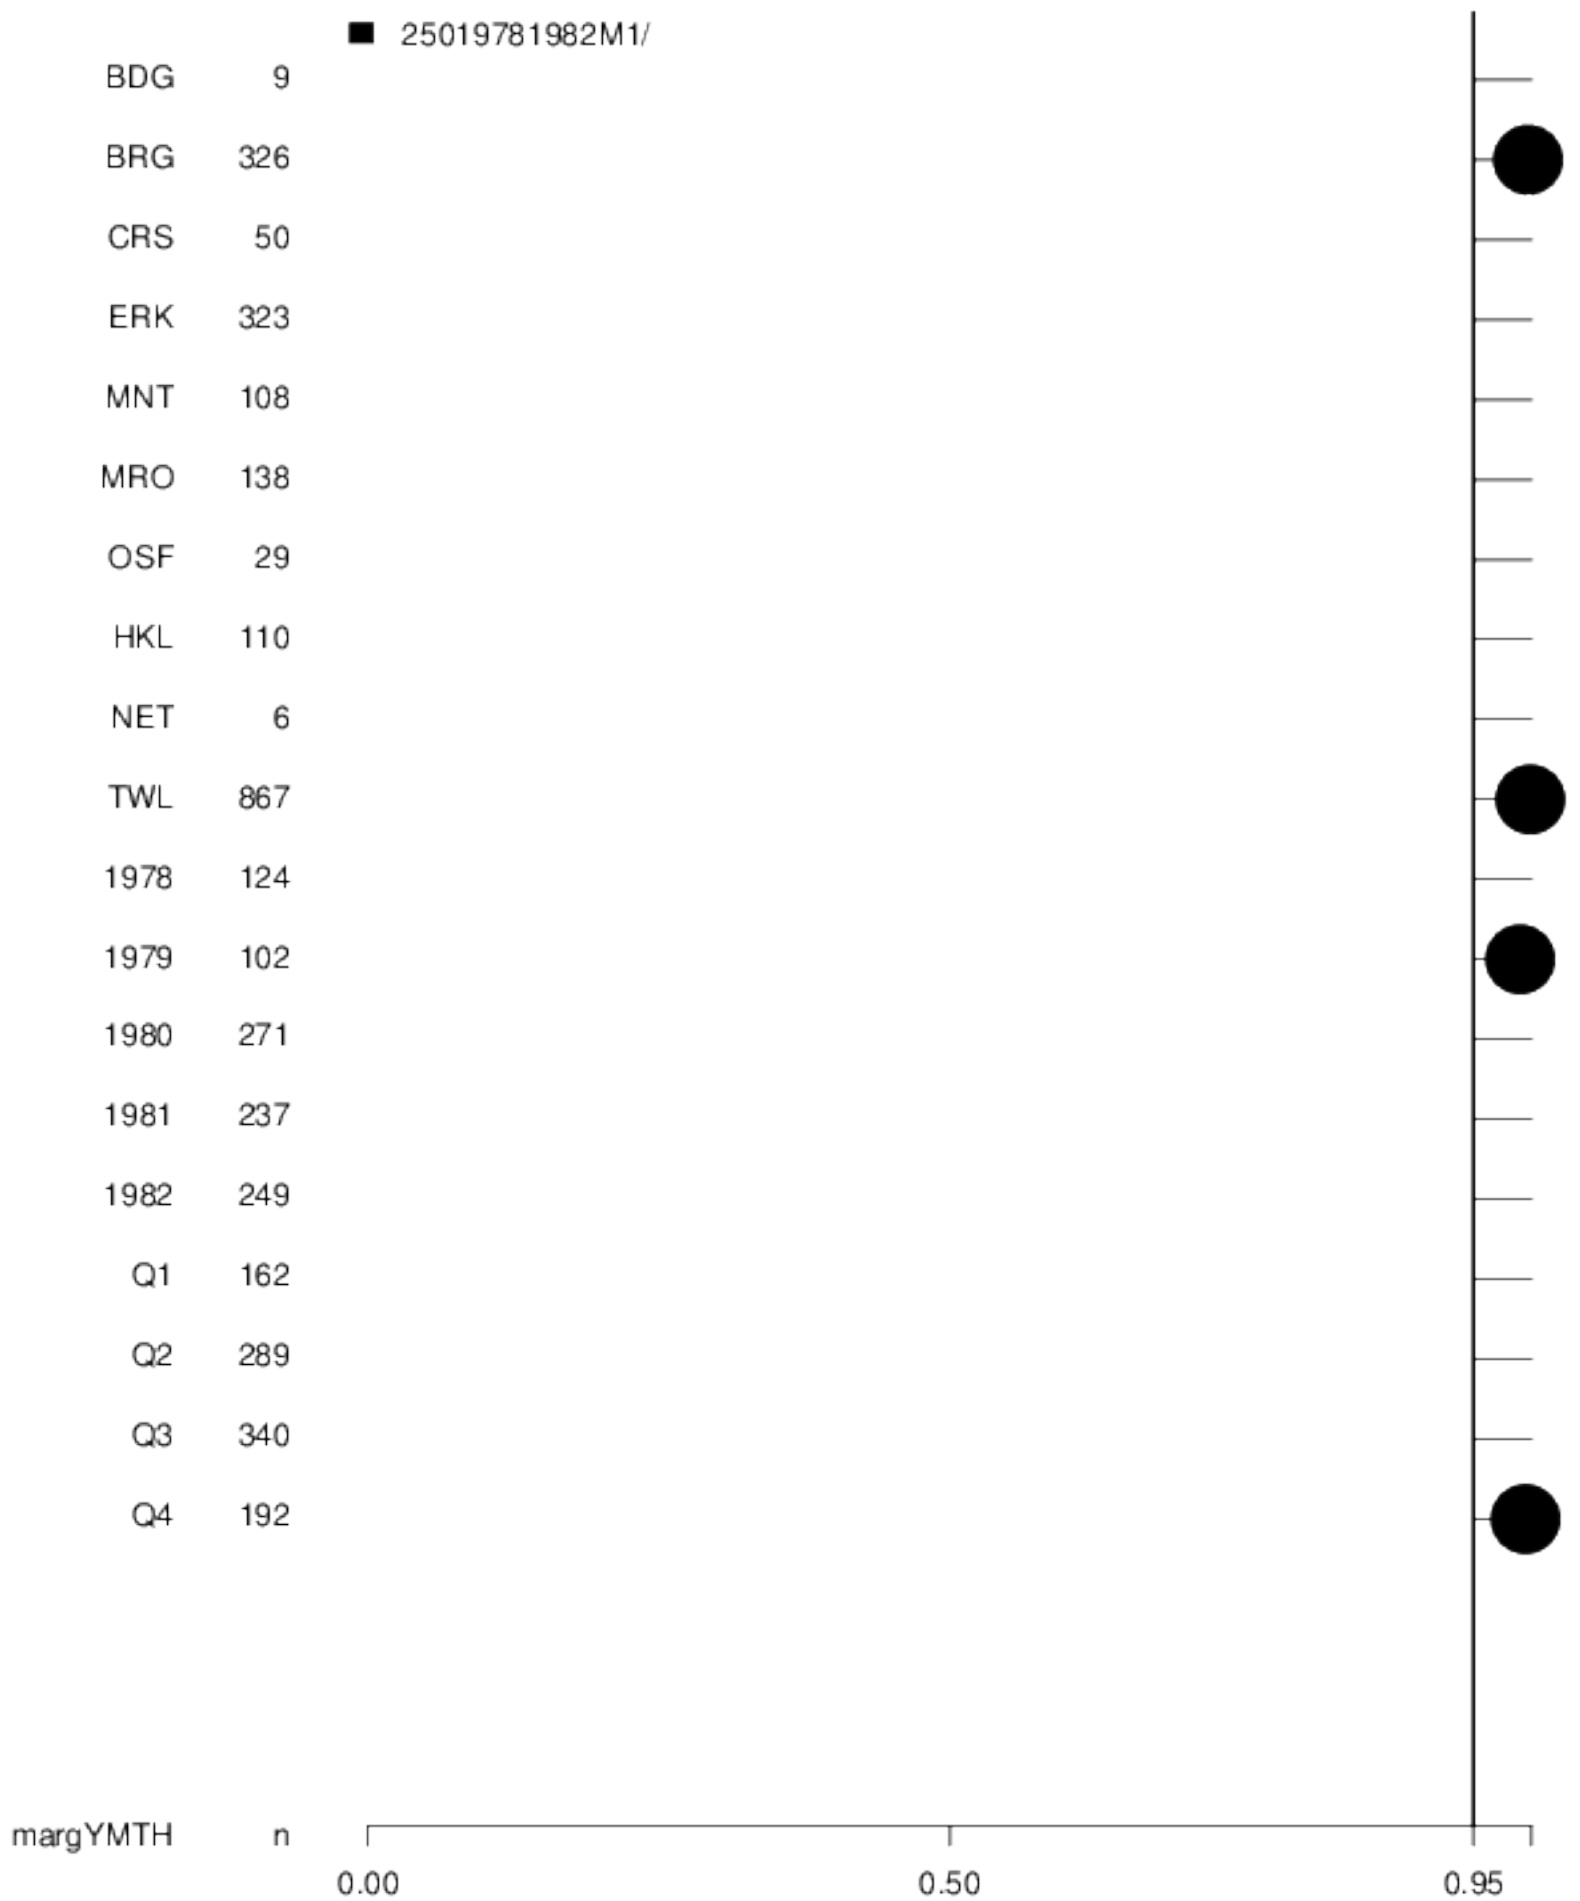 25019781982M1/
BDG 9
BRG 326
CRS 50
ERK 323
MNT 108
MRO 138
OSF 29
HKL 110
NET 6
TWL 867
1978 124
1979 102
1980 271
1981 237
1982 249
Q1 162
Q2 289
Q3 340
Q4 192
margYMTH n
0.00 0.50 0.95